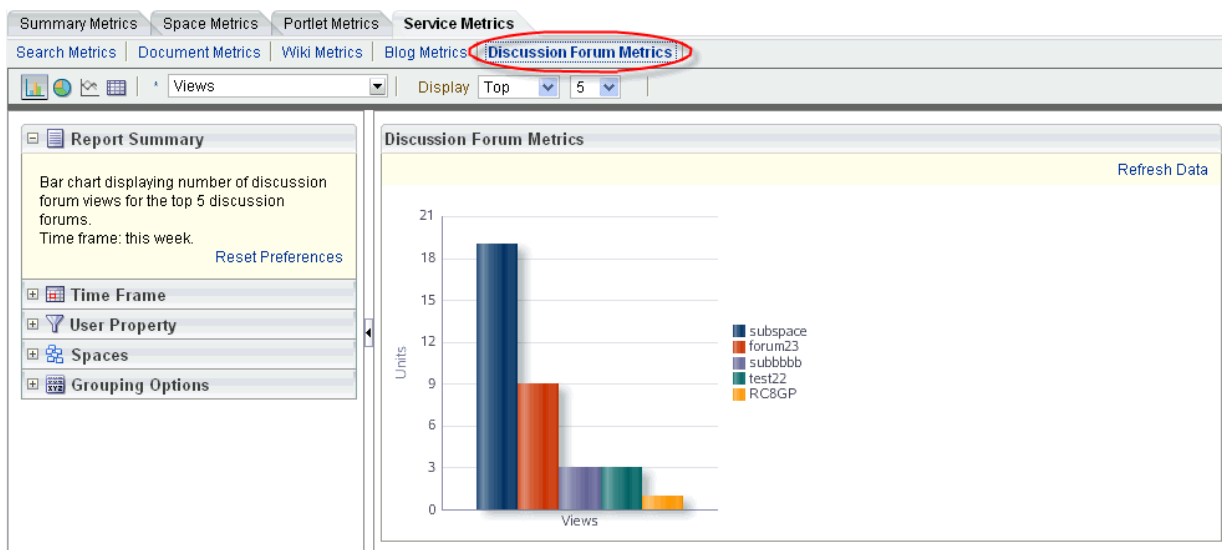 Summary Metrics Space Metrics Portlet Metrics Service Metrics
Search Metrics Document Metrics Wiki Metrics Blog Metrics Discussion Forum Metrics
* Views Display Top 5
Report Summary
Bar chart displaying number of discussion
forum views for the top 5 discussion
forums.
Time frame: this week.
Reset Preferences
Time Frame
User Property
Spaces
Grouping Options
Discussion Forum Metrics
Refresh Data
21
18
15
12
9
6
3
0
Units
Views
subspace
forum23
subbbbb
test22
RC8GP